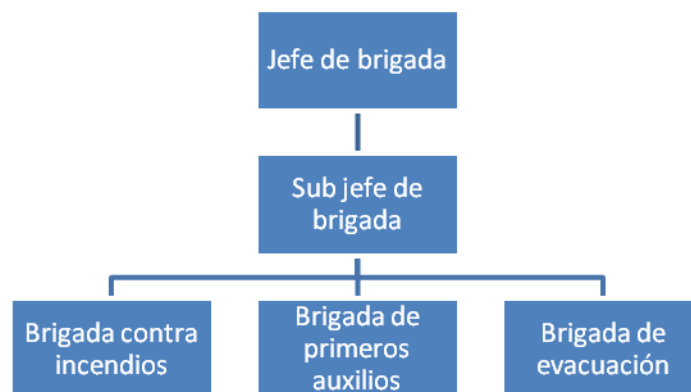 Jefe de brigada
Sub jefe de
brigada
Brigada contra
incendios
Brigada de
primeros
auxilios
Brigada de
evacuación